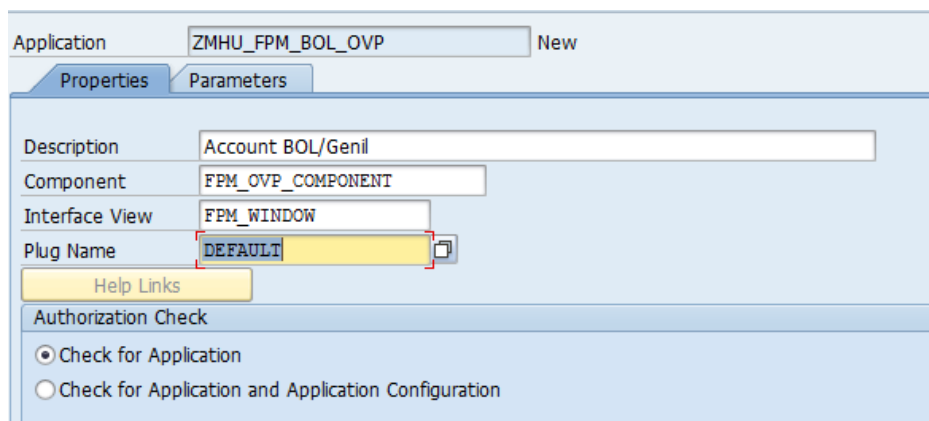 Application ZMHU_FPM_BOL_OVP New
Properties Parameters
Description Account BOL/Genil
Component FPM_OVP_COMPONENT
Interface View FPM_WINDOW
Plug Name DEFAULT
Help Links
Authorization Check
Check for Application
Check for Application and Application Configuration